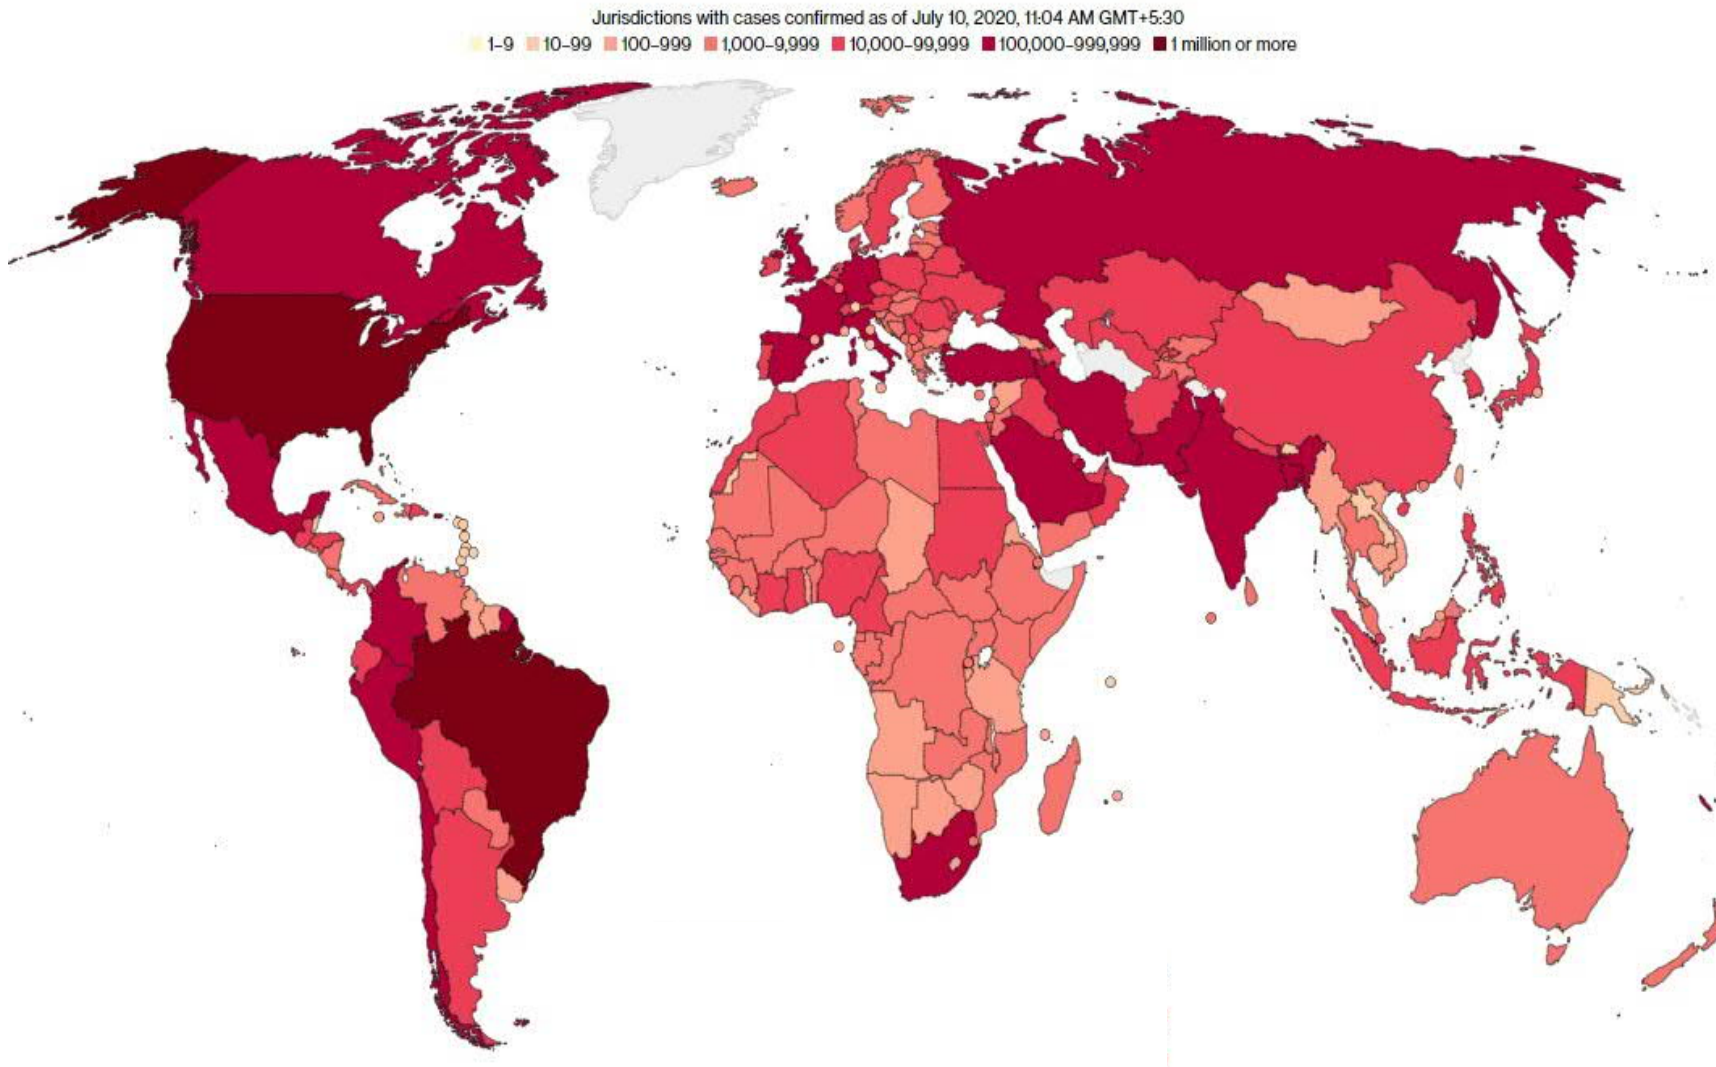 Jurisdictions with cases confirmed as of July 10, 2020, 11:04 AM GMT+5:30
1–9 10–99 100–999 1,000–9,999 10,000–99,999 100,000–999,999 1 million or more